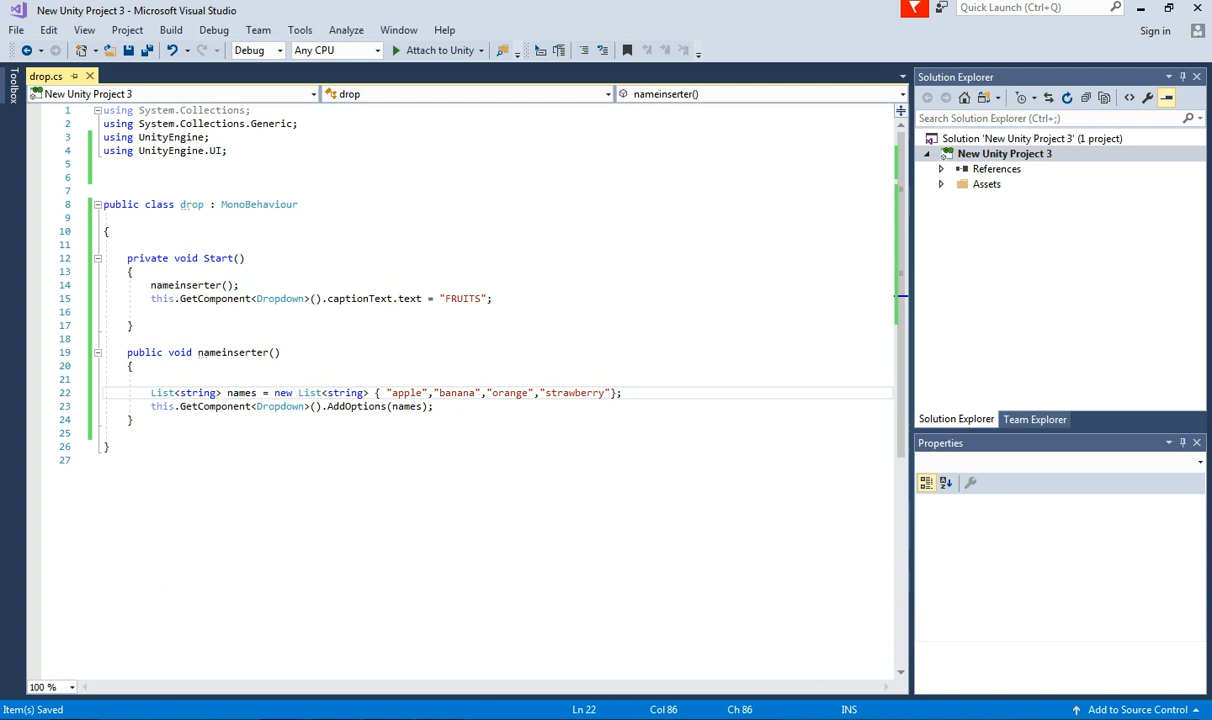 New Unity Project 3 - Microsoft Visual Studio
Quick Launch (Ctrl+Q)
File Edit View Project Build Debug Team Tools Analyze Window Help
Sign in
Debug Any CPU Attach to Unity
Toolbox
drop.cs
New Unity Project 3 drop nameinserter()
1 using System.Collections;
2 using System.Collections.Generic;
3 using UnityEngine;
4 using UnityEngine.UI;
5
6
7
8 public class drop : MonoBehaviour
9
10 {
11
12 private void Start()
13 {
14 nameinserter();
15 this.GetComponent<Dropdown>().captionText.text = "FRUITS";
16
17 }
18
19 public void nameinserter()
20 {
21
22 List<string> names = new List<string> { "apple","banana","orange","strawberry"};
23 this.GetComponent<Dropdown>().AddOptions(names);
24 }
25
26 }
27
100 %
Solution Explorer
Search Solution Explorer (Ctrl+;)
Solution 'New Unity Project 3' (1 project)
New Unity Project 3
References
Assets
Solution Explorer Team Explorer
Properties
Item(s) Saved Ln 22 Col 86 Ch 86 INS Add to Source Control